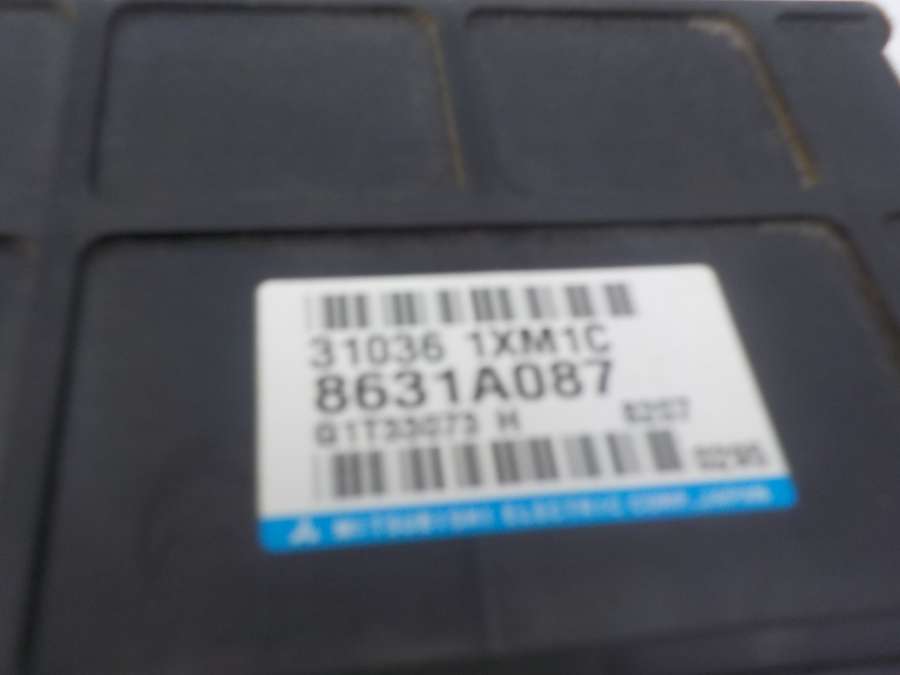 31036 1XM1C
8631A087
G1T33073 H
MITSUBISHI ELECTRIC CORP. JAPAN